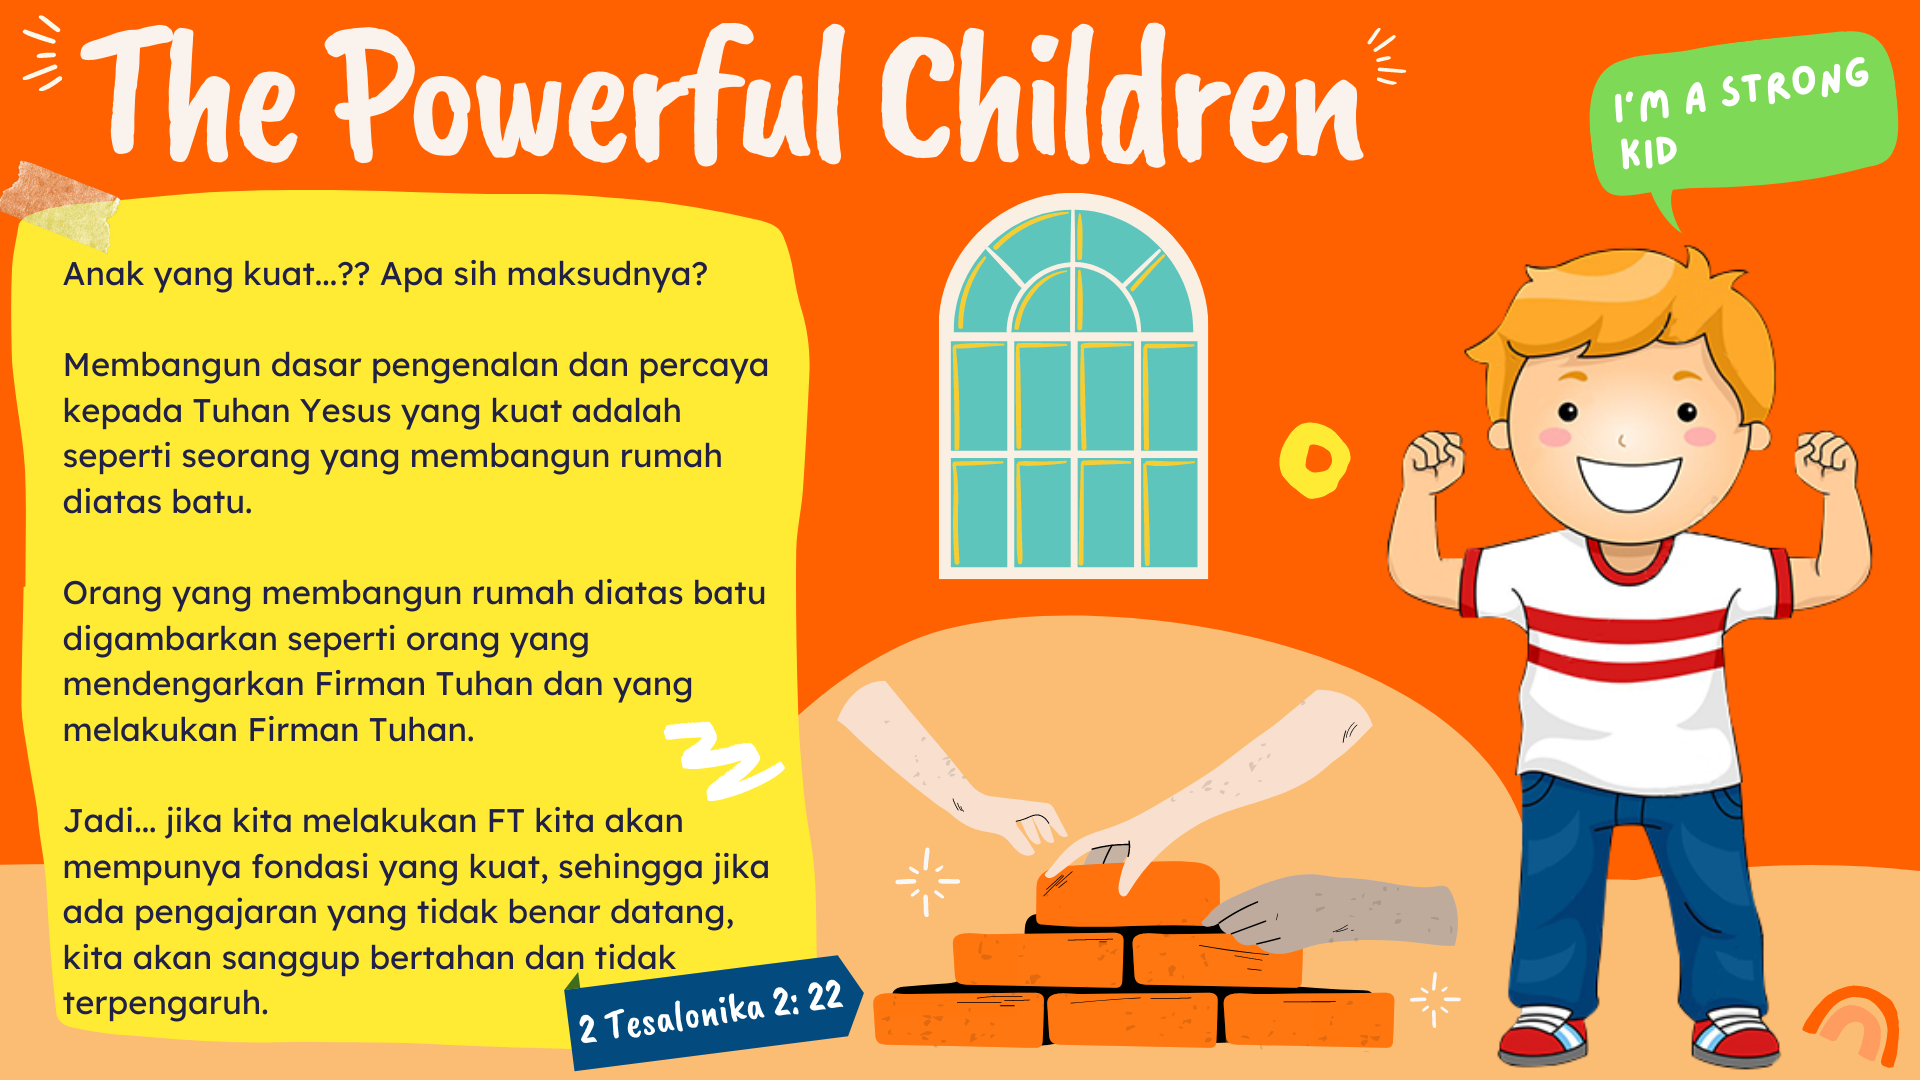 The Powerful Children
I'M A STRONG
KID
Anak yang kuat...?? Apa sih maksudnya?
Membangun dasar pengenalan dan percaya
kepada Tuhan Yesus yang kuat adalah
seperti seorang yang membangun rumah
diatas batu.
Orang yang membangun rumah diatas batu
digambarkan seperti orang yang
mendengarkan Firman Tuhan dan yang
melakukan Firman Tuhan.
Jadi... jika kita melakukan FT kita akan
mempunya fondasi yang kuat, sehingga jika
ada pengajaran yang tidak benar datang,
kita akan sanggup bertahan dan tidak
terpengaruh.
2 Tesalonika 2: 22